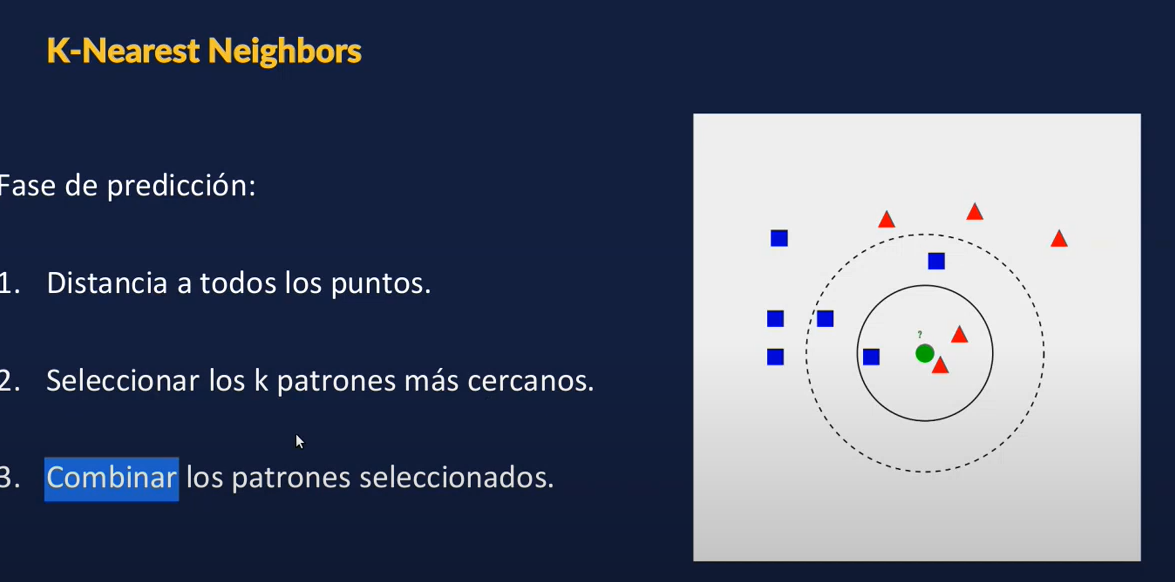 K-Nearest Neighbors
Fase de predicción:
1. Distancia a todos los puntos.
2. Seleccionar los k patrones más cercanos.
3. Combinar los patrones seleccionados.
?